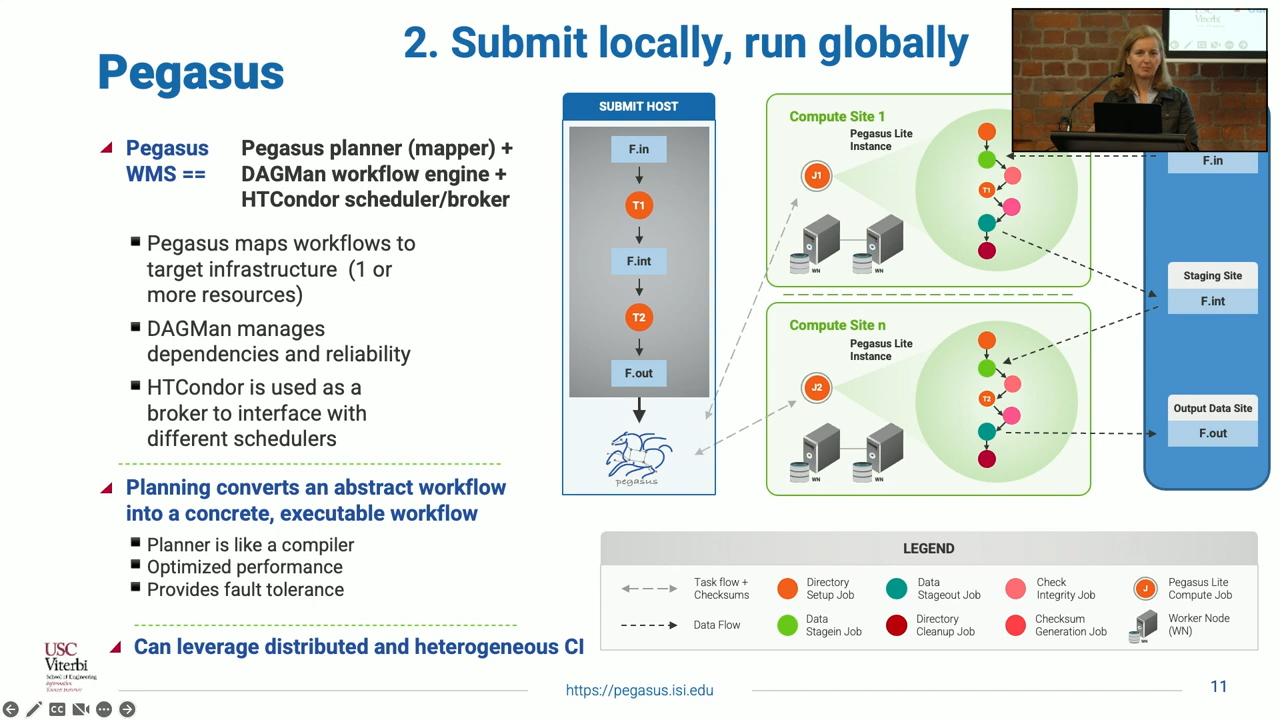 2. Submit locally, run globally
Pegasus
Pegasus
WMS ==
Pegasus planner (mapper) +
DAGMan workflow engine +
HTCondor scheduler/broker
Pegasus maps workflows to
target infrastructure (1 or
more resources)
DAGMan manages
dependencies and reliability
HTCondor is used as a
broker to interface with
different schedulers
Planning converts an abstract workflow
into a concrete, executable workflow
Planner is like a compiler
Optimized performance
Provides fault tolerance
Can leverage distributed and heterogeneous CI
SUBMIT HOST
F.in
T1
F.int
T2
F.out
pegasus
Compute Site 1
Pegasus Lite
Instance
J1
T1
WN
WN
Compute Site n
Pegasus Lite
Instance
J2
T2
WN
WN
F.in
Staging Site
F.int
Output Data Site
F.out
LEGEND
Task flow +
Checksums
Directory
Setup Job
Data
Stageout Job
Check
Integrity Job
J
Pegasus Lite
Compute Job
Data Flow
Data
Stagein Job
Directory
Cleanup Job
Checksum
Generation Job
WN
Worker Node
(WN)
USC
Viterbi
School of Engineering
https://pegasus.isi.edu
11